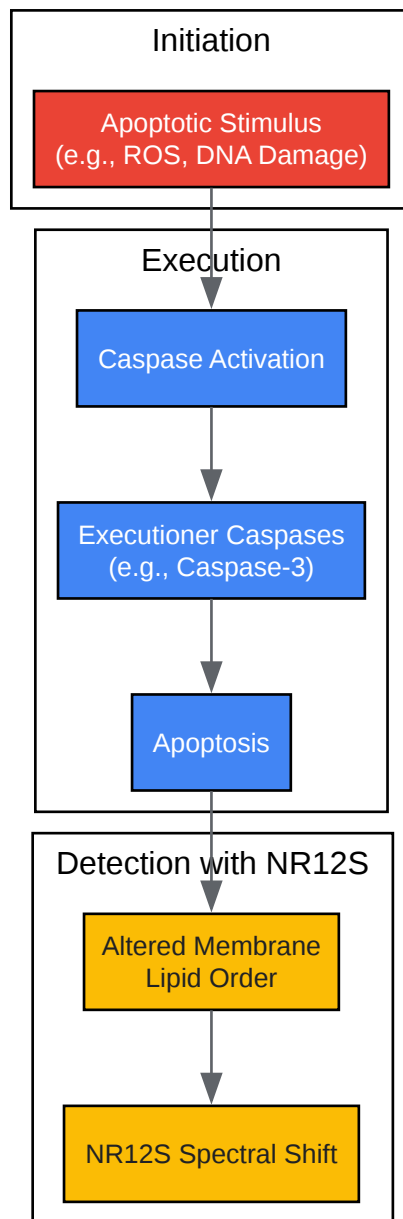 Initiation
Apoptotic Stimulus
(e.g., ROS, DNA Damage)
Execution
Caspase Activation
Executioner Caspases
(e.g., Caspase-3)
Apoptosis
Detection with NR12S
Altered Membrane
Lipid Order
NR12S Spectral Shift